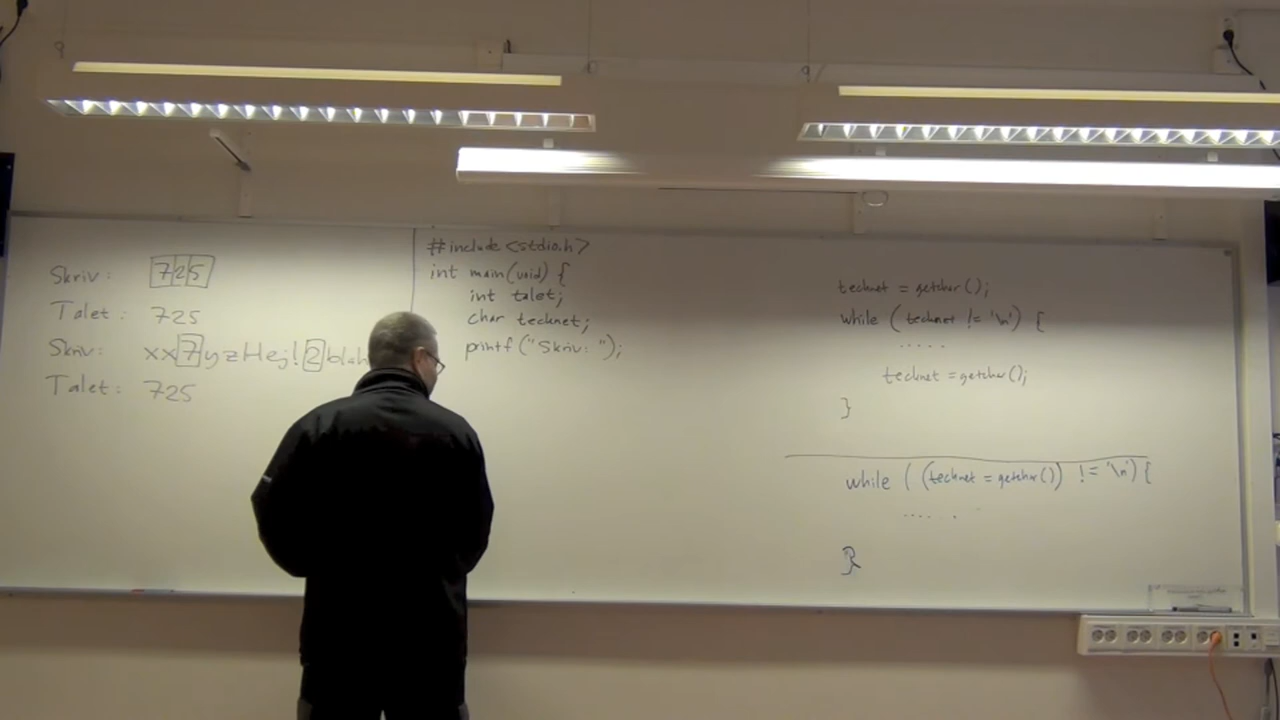 Skriv: 725
Talet: 725
Skriv: xx7yzHej!2blah
Talet: 725
#include <stdio.h>
int main(void) {
int talet;
char tecknet;
printf("Skriv: ");
tecknet = getchar();
while (tecknet != '\n') {
.....
tecknet = getchar();
}
while ((tecknet = getchar()) != '\n') {
.....
}